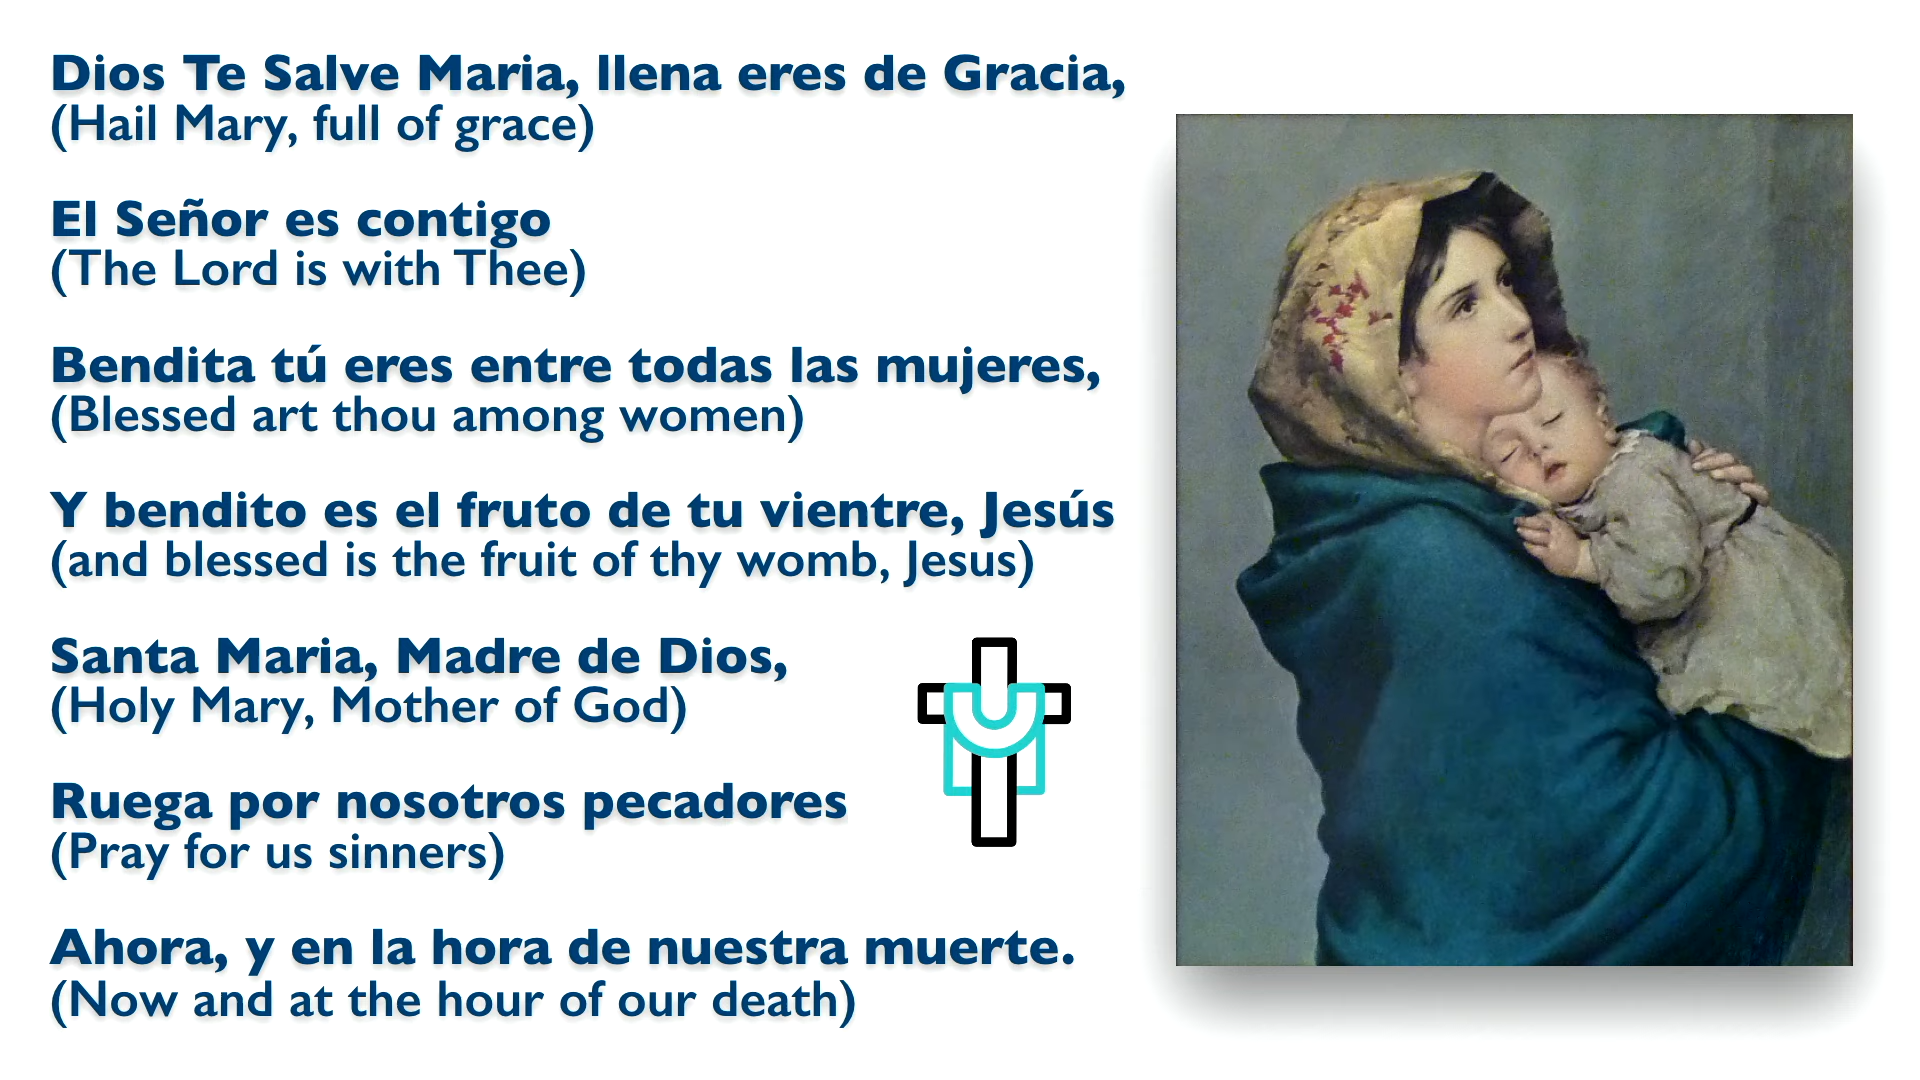 Dios Te Salve Maria, llena eres de Gracia,
(Hail Mary, full of grace)
El Señor es contigo
(The Lord is with Thee)
Bendita tú eres entre todas las mujeres,
(Blessed art thou among women)
Y bendito es el fruto de tu vientre, Jesús
(and blessed is the fruit of thy womb, Jesus)
Santa Maria, Madre de Dios,
(Holy Mary, Mother of God)
Ruega por nosotros pecadores
(Pray for us sinners)
Ahora, y en la hora de nuestra muerte.
(Now and at the hour of our death)